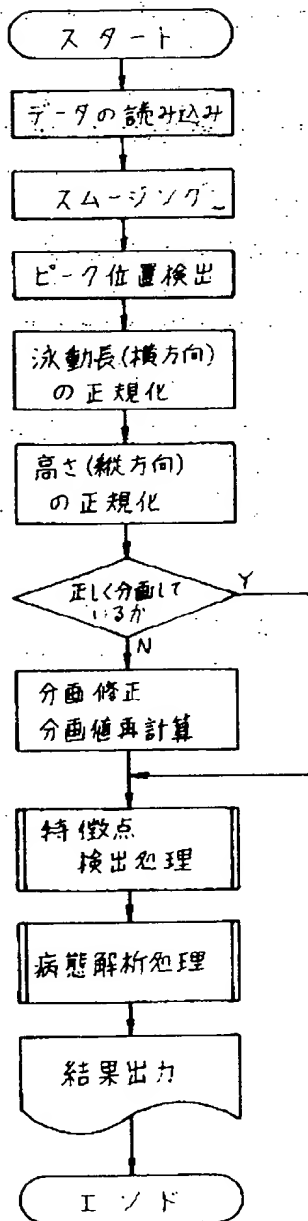 スタート
データの読み込み
スムージング
ピーク位置検出
泳動長(横方向)
の正規化
高さ(縦方向)
の正規化
正しく分画して
いるか
Y
N
分画修正
分画値再計算
特徴点
検出処理
病態解析処理
結果出力
エンド